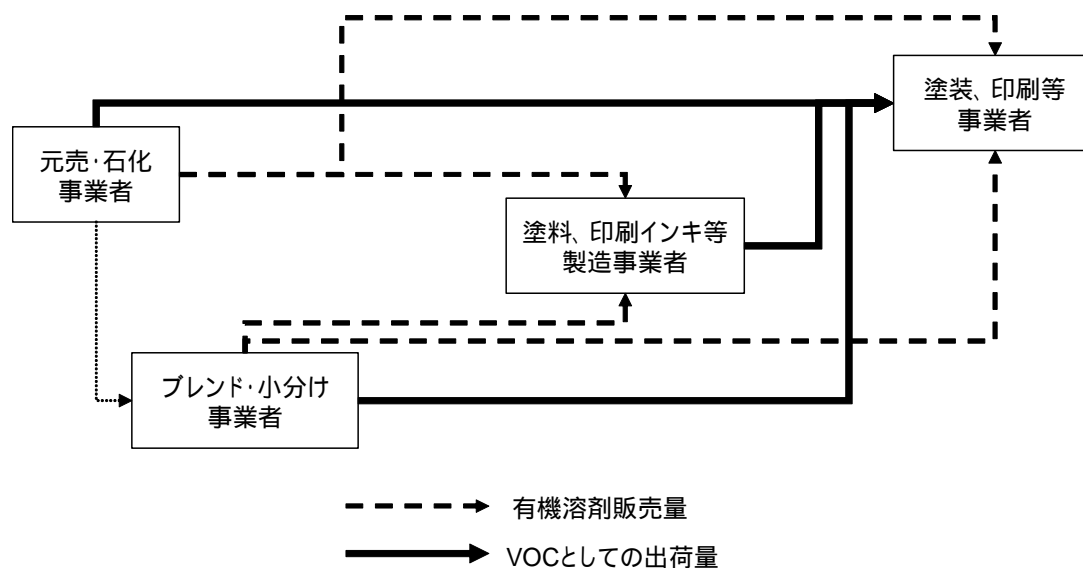 塗装、印刷等
事業者
元売・石化
事業者
塗料、印刷インキ等
製造事業者
ブレンド・小分け
事業者
有機溶剤販売量
VOCとしての出荷量